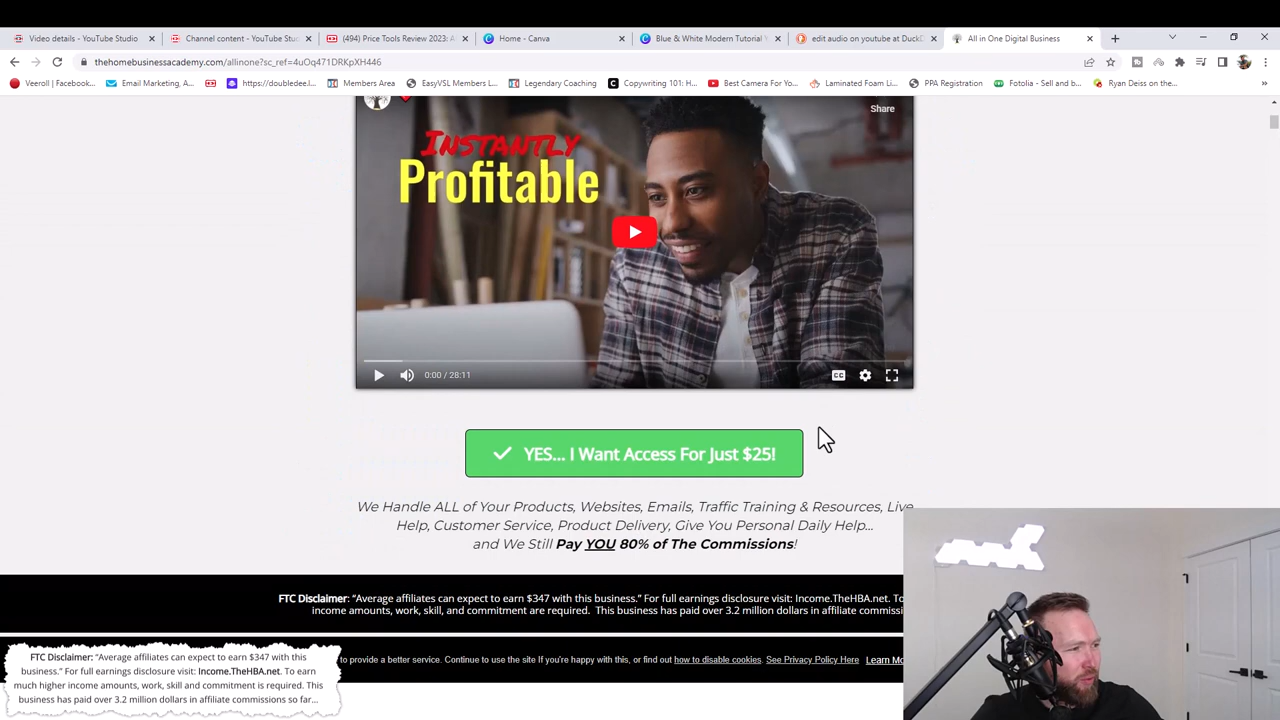 Video details - YouTube Studio
Channel content - YouTube Stu
(494) Price Tools Review 2023: A
Home - Canva
Blue & White Modern Tutorial Y
edit audio on youtube at DuckD
All in One Digital Business
thehomebusinessacademy.com/allinone?sc_ref=4uOq471DRKpXH446
Veeroll | Facebook...
Email Marketing, A...
https://doubledee.l...
Members Area
EasyVSL Members L...
Legendary Coaching
Copywriting 101: H...
Best Camera For Yo...
Laminated Foam Li...
PPA Registration
Fotolia - Sell and b...
Ryan Deiss on the...
Share
Instantly
Profitable
0:00 / 28:11
CC
YES... I Want Access For Just $25!
We Handle ALL of Your Products, Websites, Emails, Traffic Training & Resources, Live
Help, Customer Service, Product Delivery, Give You Personal Daily Help...
and We Still Pay YOU 80% of The Commissions!
FTC Disclaimer: “Average affiliates can expect to earn $347 with this business.” For full earnings disclosure visit: Income.TheHBA.net. To
income amounts, work, skill, and commitment are required. This business has paid over 3.2 million dollars in affiliate commissi
to provide a better service. Continue to use the site If you're happy with this, or find out how to disable cookies. See Privacy Policy Here Learn Mo
FTC Disclaimer: “Average affiliates can expect to earn $347 with this
business.” For full earnings disclosure visit: Income.TheHBA.net. To earn
much higher income amounts, work, skill and commitment is required. This
business has paid over 3.2 million dollars in affiliate commissions so far...